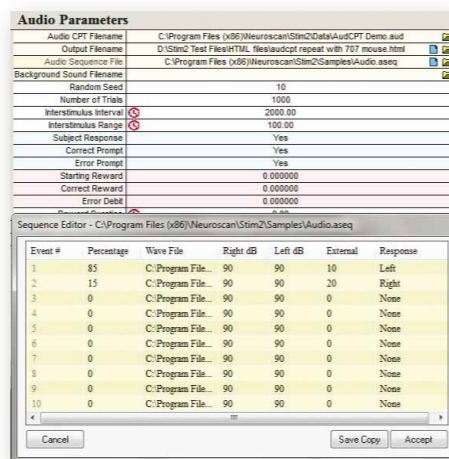 Audio Parameters
Audio CPT Filename C:\Program Files (x86)\Neuroscan\Stim2\Data\AudCPT Demo.aud
Output Filename D:\Stim2 Test Files\HTML files\audcpt repeat with 707 mouse.html
Audio Sequence File C:\Program Files (x86)\Neuroscan\Stim2\Samples\Audio.aseq
Background Sound Filename
Random Seed 10
Number of Trials 1000
Interstimulus Interval 2000.00
Interstimulus Range 100.00
Subject Response Yes
Correct Prompt Yes
Error Prompt Yes
Starting Reward 0.000000
Correct Reward 0.000000
Error Debit 0.000000
Sequence Editor - C:\Program Files (x86)\Neuroscan\Stim2\Samples\Audio.aseq
Event # Percentage Wave File Right dB Left dB External Response
1 85 C:\Program File... 90 90 10 Left
2 15 C:\Program File... 90 90 20 Right
3 0 C:\Program File... 90 90 0 None
4 0 C:\Program File... 90 90 0 None
5 0 C:\Program File... 90 90 0 None
6 0 C:\Program File... 90 90 0 None
7 0 C:\Program File... 90 90 0 None
8 0 C:\Program File... 90 90 0 None
9 0 C:\Program File... 90 90 0 None
10 0 C:\Program File... 90 90 0 None
Cancel Save Copy Accept